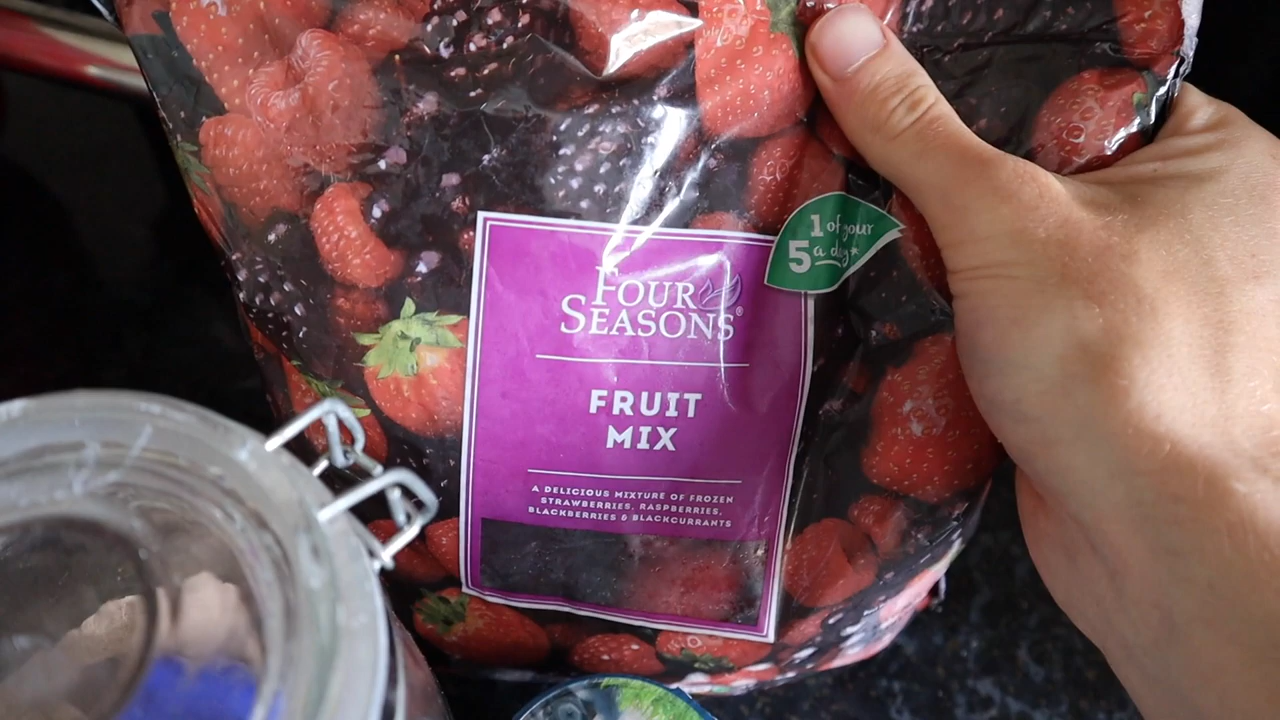 1 of your
5 a day*
FOUR
SEASONS®
FRUIT
MIX
A DELICIOUS MIXTURE OF FROZEN
STRAWBERRIES, RASPBERRIES,
BLACKBERRIES & BLACKCURRANTS